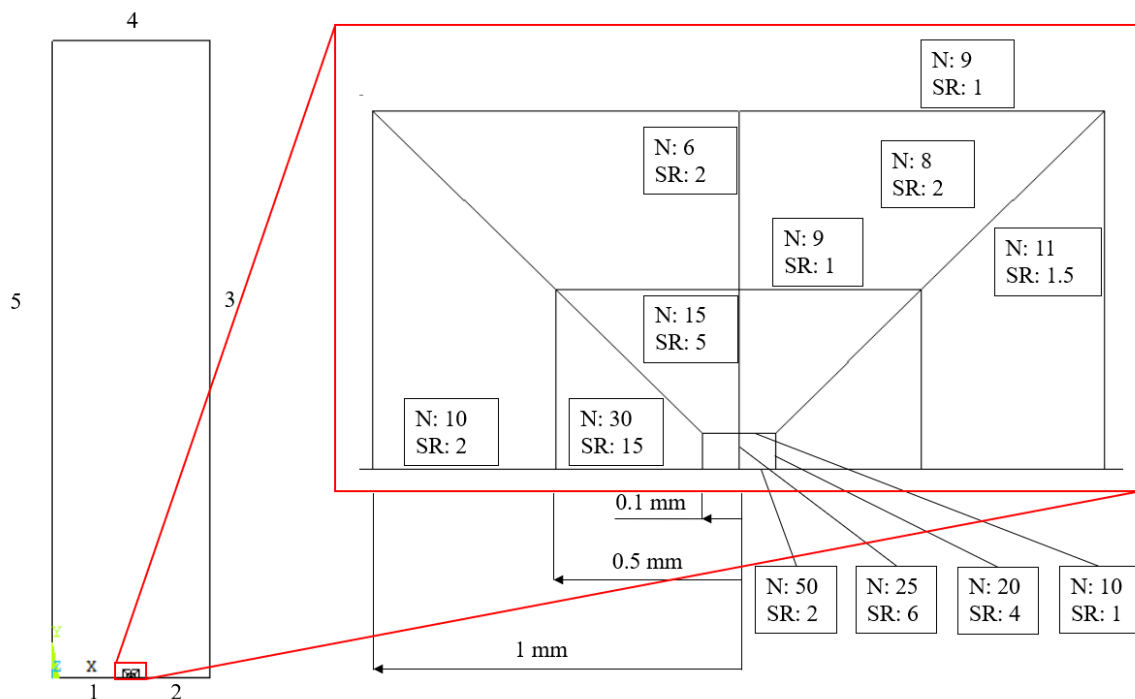 4
N: 9
SR: 1
N: 6
SR: 2
N: 8
SR: 2
N: 9
SR: 1
N: 11
SR: 1.5
5
3
N: 15
SR: 5
N: 10
SR: 2
N: 30
SR: 15
0.1 mm
0.5 mm
N: 50
SR: 2
N: 25
SR: 6
N: 20
SR: 4
N: 10
SR: 1
1 mm
Y
Z
X
1
2